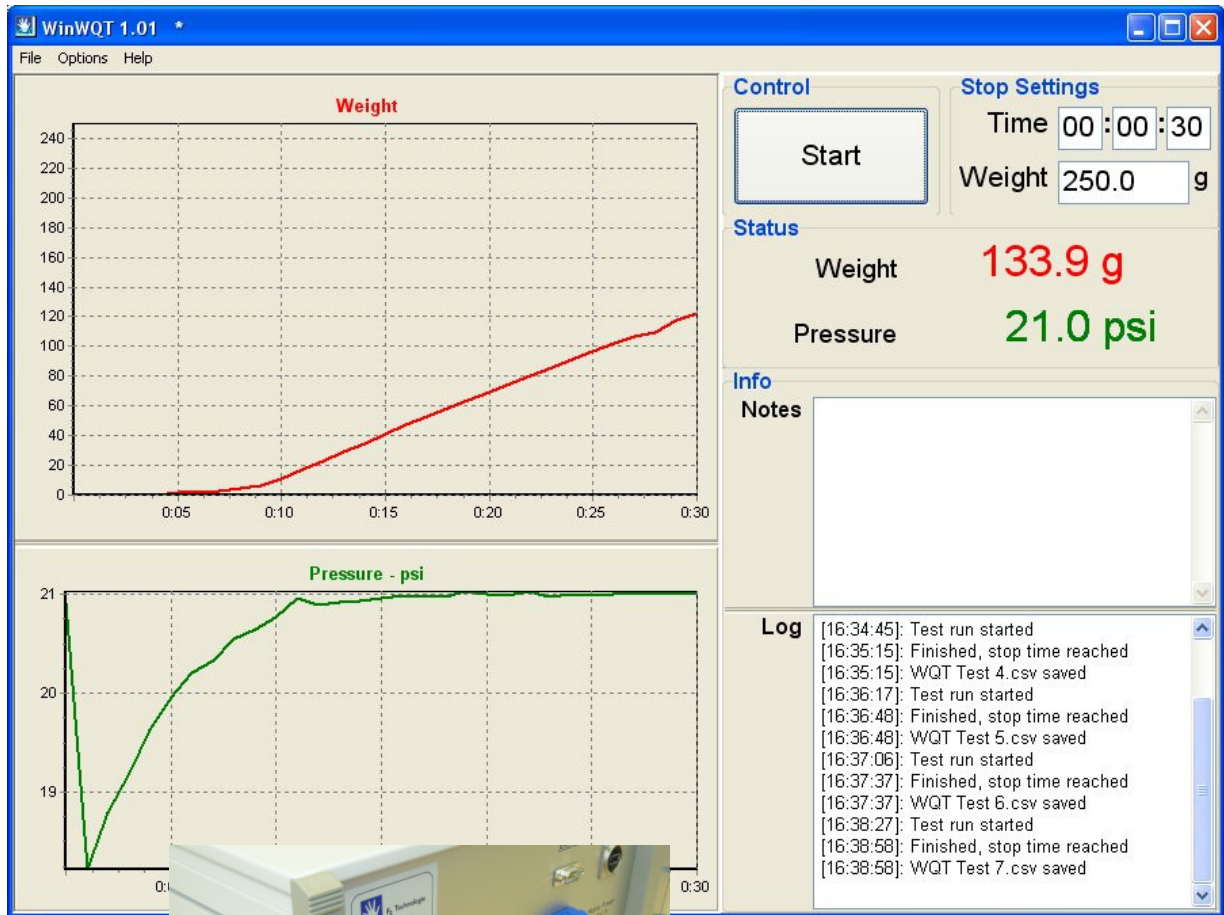 WinWQT 1.01 *
File Options Help
Weight
240
220
200
180
160
140
120
100
80
60
40
20
0
0:05 0:10 0:15 0:20 0:25 0:30
Pressure - psi
21
20
19
0:30
Control
Start
Stop Settings
Time 00 : 00 : 30
Weight 250.0 g
Status
Weight 133.9 g
Pressure 21.0 psi
Info
Notes
Log
[16:34:45]: Test run started
[16:35:15]: Finished, stop time reached
[16:35:15]: WQT Test 4.csv saved
[16:36:17]: Test run started
[16:36:48]: Finished, stop time reached
[16:36:48]: WQT Test 5.csv saved
[16:37:06]: Test run started
[16:37:37]: Finished, stop time reached
[16:37:37]: WQT Test 6.csv saved
[16:38:27]: Test run started
[16:38:58]: Finished, stop time reached
[16:38:58]: WQT Test 7.csv saved